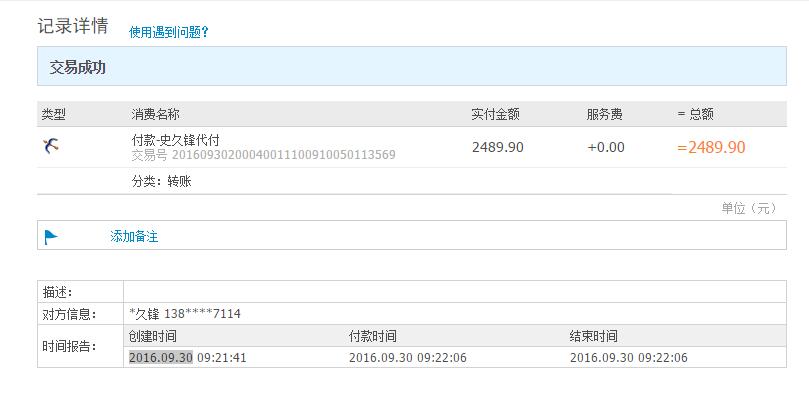 记录详情 使用遇到问题?
交易成功
类型 消费名称 实付金额 服务费 = 总额
付款-史久锋代付 2489.90 +0.00 =2489.90
交易号 20160930200040011100910050113569
分类：转账
单位（元）
添加备注
描述：
对方信息： *久锋 138****7114
时间报告： 创建时间 付款时间 结束时间
2016.09.30 09:21:41 2016.09.30 09:22:06 2016.09.30 09:22:06